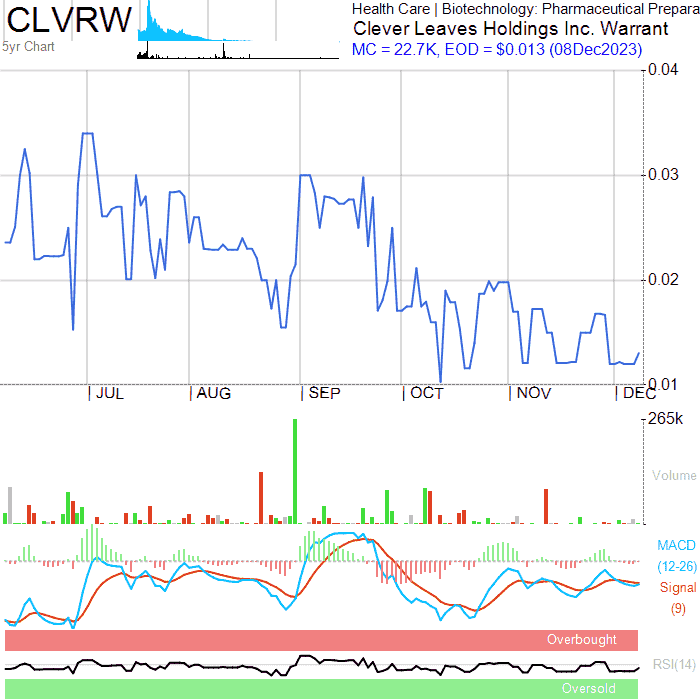 CLVRW
5yr Chart
Health Care | Biotechnology: Pharmaceutical Prepara
Clever Leaves Holdings Inc. Warrant
MC = 22.7K, EOD = $0.013 (08Dec2023)
0.04
0.03
0.02
0.01
JUL AUG SEP OCT NOV DEC
265k
Volume
MACD
(12-26)
Signal
(9)
Overbought
RSI(14)
Oversold